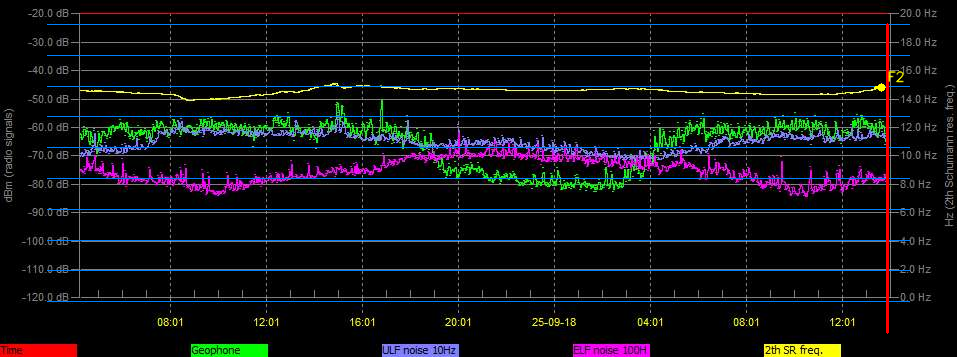 -20.0 dB 20.0 Hz
-30.0 dB 18.0 Hz
-40.0 dB 16.0 Hz
F2
-50.0 dB 14.0 Hz
-60.0 dB 12.0 Hz
-70.0 dB 10.0 Hz
-80.0 dB 8.0 Hz
-90.0 dB 6.0 Hz
-100.0 dB 4.0 Hz
-110.0 dB 2.0 Hz
-120.0 dB 0.0 Hz
dBm (radio signals)
Hz (2th Schumann res. freq.)
08:01 12:01 16:01 20:01 25-09-18 04:01 08:01 12:01
Time Geophone ULF noise 10Hz ELF noise 100H 2th SR freq.